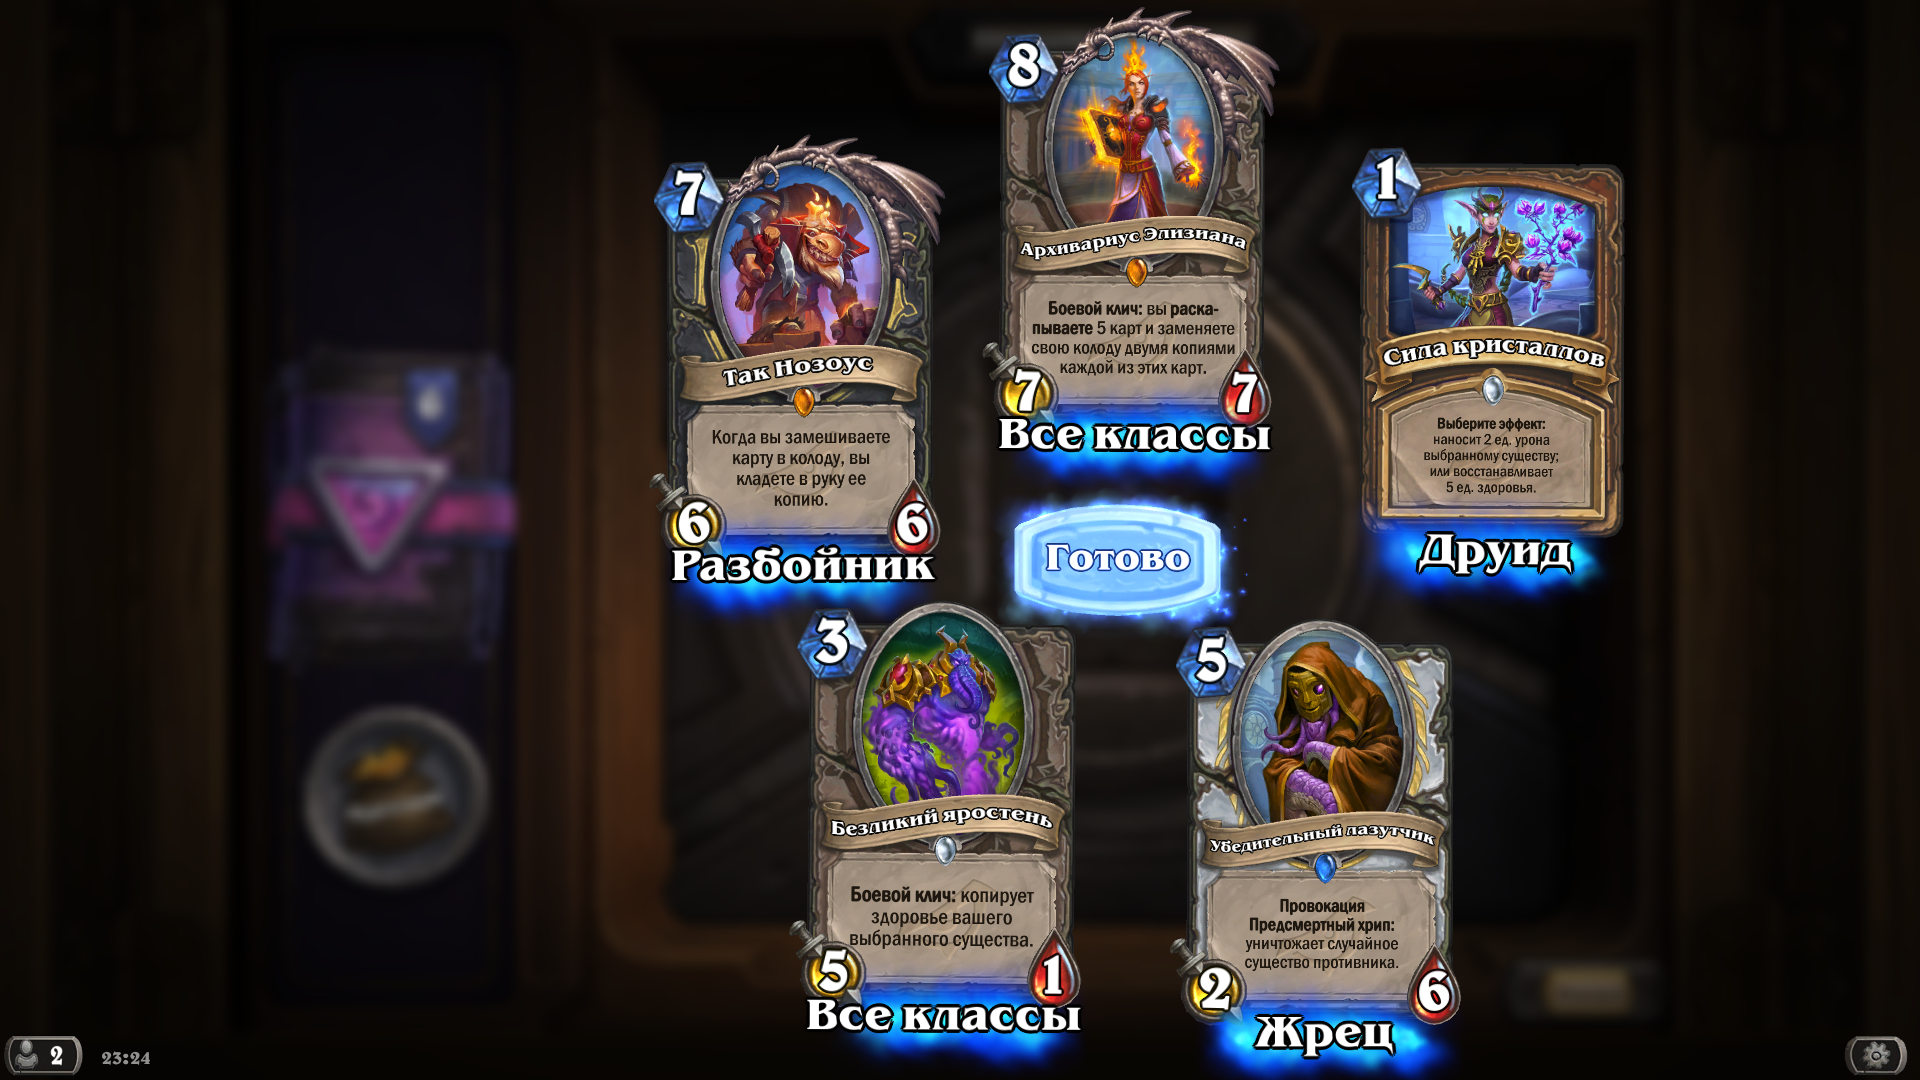 8
Архивариус Элизиана
Боевой клич: вы раска-
пываете 5 карт и заменяете
свою колоду двумя копиями
каждой из этих карт.
7
7
Все классы
7
Так Нозоус
Когда вы замешиваете
карту в колоду, вы
кладете в руку ее
копию.
6
6
Разбойник
1
Сила кристаллов
Выберите эффект:
наносит 2 ед. урона
выбранному существу;
или восстанавливает
5 ед. здоровья.
Друид
Готово
3
Безликий яростень
Боевой клич: копирует
здоровье вашего
выбранного существа.
5
1
Все классы
5
Убедительный лазутчик
Провокация
Предсмертный хрип:
уничтожает случайное
существо противника.
2
6
Жрец
2
23:24